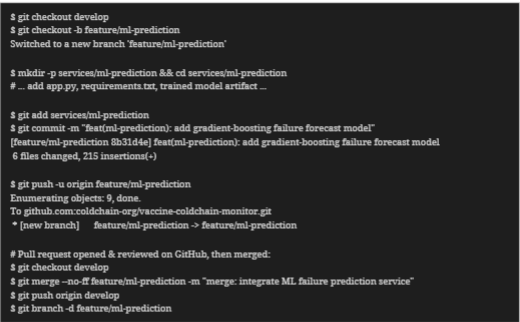 $ git checkout develop
$ git checkout -b feature/ml-prediction
Switched to a new branch 'feature/ml-prediction'
$ mkdir -p services/ml-prediction && cd services/ml-prediction
# ... add app.py, requirements.txt, trained model artifact ...
$ git add services/ml-prediction
$ git commit -m "feat(ml-prediction): add gradient-boosting failure forecast model"
[feature/ml-prediction 8b31d4e] feat(ml-prediction): add gradient-boosting failure forecast model
6 files changed, 215 insertions(+)
$ git push -u origin feature/ml-prediction
Enumerating objects: 9, done.
To github.com:coldchain-org/vaccine-coldchain-monitor.git
* [new branch] feature/ml-prediction -> feature/ml-prediction
# Pull request opened & reviewed on GitHub, then merged:
$ git checkout develop
$ git merge --no-ff feature/ml-prediction -m "merge: integrate ML failure prediction service"
$ git push origin develop
$ git branch -d feature/ml-prediction